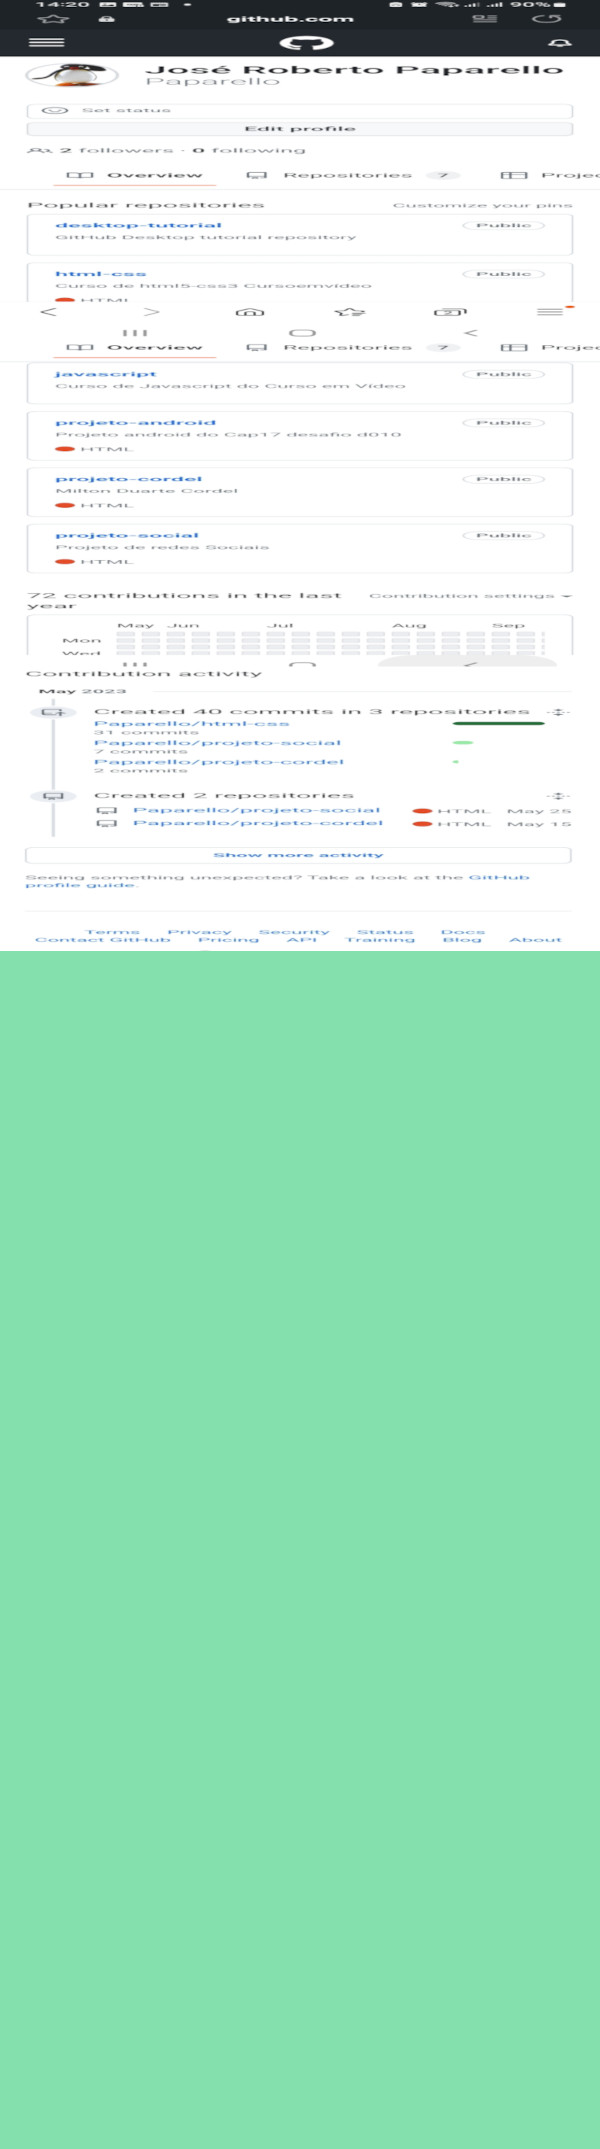 14:20
90%
github.com
José Roberto Paparello
Paparello
Set status
Edit profile
2 followers · 0 following
Overview Repositories 7 Projec
Popular repositories Customize your pins
desktop-tutorial Public
GitHub Desktop tutorial repository
html-css Public
Curso de html5-css3 Cursoemvídeo
HTML
2
Overview Repositories 7 Projec
javascript Public
Curso de Javascript do Curso em Vídeo
projeto-android Public
Projeto android do Cap17 desafio d010
HTML
projeto-cordel Public
Milton Duarte Cordel
HTML
projeto-social Public
Projeto de redes Sociais
HTML
72 contributions in the last Contribution settings
year
May Jun Jul Aug Sep
Mon
Wed
Contribution activity
May 2023
Created 40 commits in 3 repositories
Paparello/html-css
31 commits
Paparello/projeto-social
7 commits
Paparello/projeto-cordel
2 commits
Created 2 repositories
Paparello/projeto-social HTML May 25
Paparello/projeto-cordel HTML May 15
Show more activity
Seeing something unexpected? Take a look at the GitHub
profile guide.
Terms Privacy Security Status Docs
Contact GitHub Pricing API Training Blog About